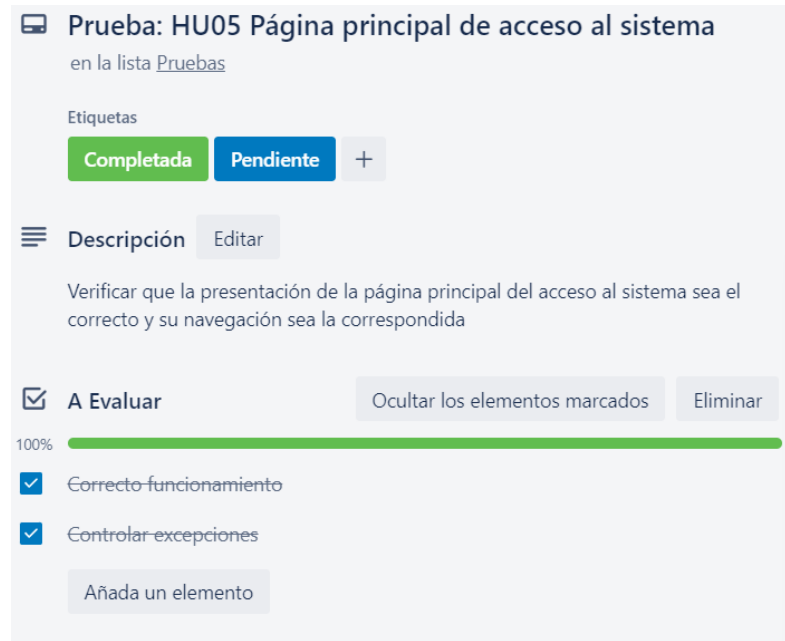 Prueba: HU05 Página principal de acceso al sistema
en la lista Pruebas
Etiquetas
Completada Pendiente +
Descripción Editar
Verificar que la presentación de la página principal del acceso al sistema sea el
correcto y su navegación sea la correspondida
A Evaluar Ocultar los elementos marcados Eliminar
100%
Correcto funcionamiento
Controlar excepciones
Añada un elemento